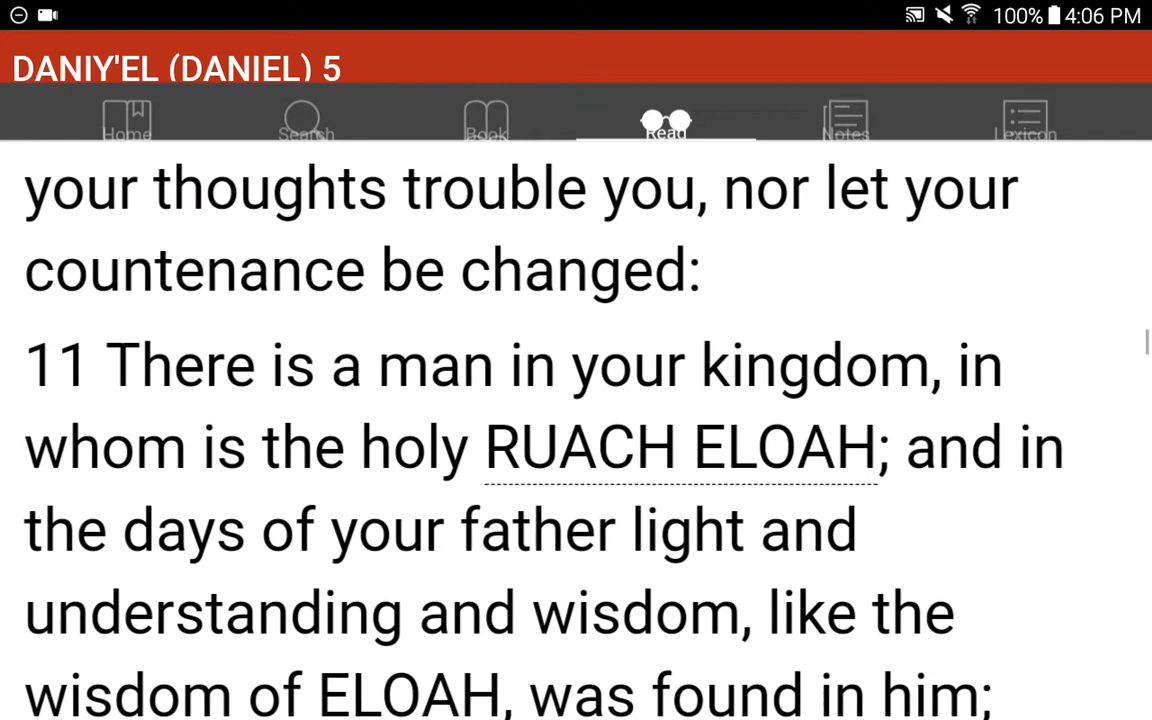 100% 4:06 PM
DANIY'EL (DANIEL) 5
Home Search Book Read Notes Lexicon
your thoughts trouble you, nor let your
countenance be changed:
11 There is a man in your kingdom, in
whom is the holy RUACH ELOAH; and in
the days of your father light and
understanding and wisdom, like the
wisdom of ELOAH, was found in him;